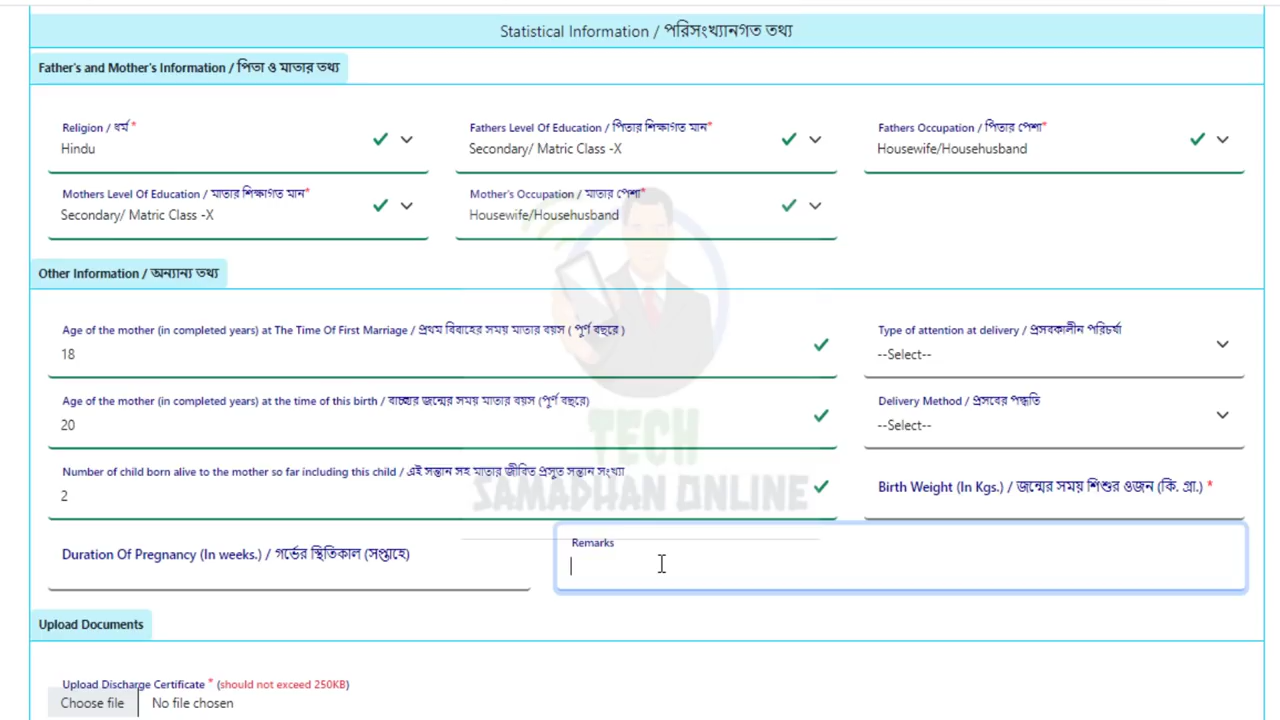 Statistical Information / পরিসংখ্যানগত তথ্য
Father's and Mother's Information / পিতা ও মাতার তথ্য
Religion / ধর্ম *
Hindu
Fathers Level Of Education / পিতার শিক্ষাগত মান*
Secondary/ Matric Class -X
Fathers Occupation / পিতার পেশা*
Housewife/Househusband
Mothers Level Of Education / মাতার শিক্ষাগত মান*
Secondary/ Matric Class -X
Mother's Occupation / মাতার পেশা*
Housewife/Househusband
Other Information / অন্যান্য তথ্য
Age of the mother (in completed years) at The Time Of First Marriage / প্রথম বিবাহের সময় মাতার বয়স ( পুর্ণ বছরে )
18
Type of attention at delivery / প্রসবকালীন পরিচর্যা
--Select--
Age of the mother (in completed years) at the time of this birth / বাচ্চার জন্মের সময় মাতার বয়স (পুর্ণ বছরে)
20
Delivery Method / প্রসবের পদ্ধতি
--Select--
TECH
SAMADHAN ONLINE
Number of child born alive to the mother so far including this child / এই সন্তান সহ মাতার জীবিত প্রসুত সন্তান সংখ্যা
2
Birth Weight (In Kgs.) / জন্মের সময় শিশুর ওজন (কি. গ্রা.) *
Duration Of Pregnancy (In weeks.) / গর্ভের স্থিতিকাল (সপ্তাহে)
Remarks
Upload Documents
Upload Discharge Certificate * (should not exceed 250KB)
Choose file
No file chosen